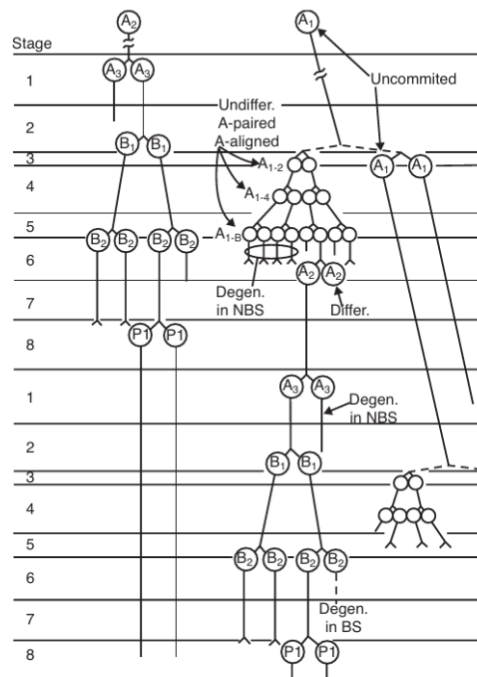 A2
A1
Stage
A3 A3
1
Uncommited
Undiffer.
A-paired
A-aligned
2
B1 B1
3
A1-2
A1 A1
4
A1-4
5
A1-B
B2 B2 B2 B2
6
A2 A2
Degen.
in NBS
Differ.
7
P1 P1
8
A3 A3
1
Degen.
in NBS
2
B1 B1
3
4
5
B2 B2 B2 B2
6
Degen.
in BS
7
8
P1 P1